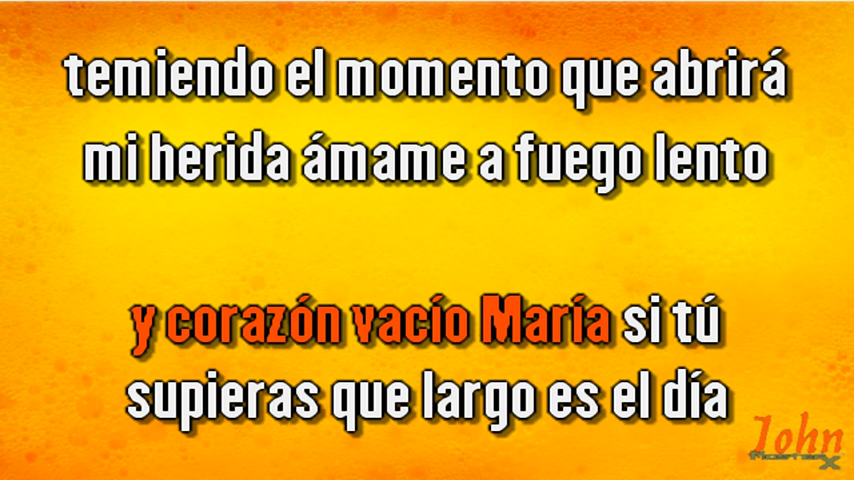 temiendo el momento que abrirá
mi herida ámame a fuego lento
y corazón vacío María si tú
supieras que largo es el día
John